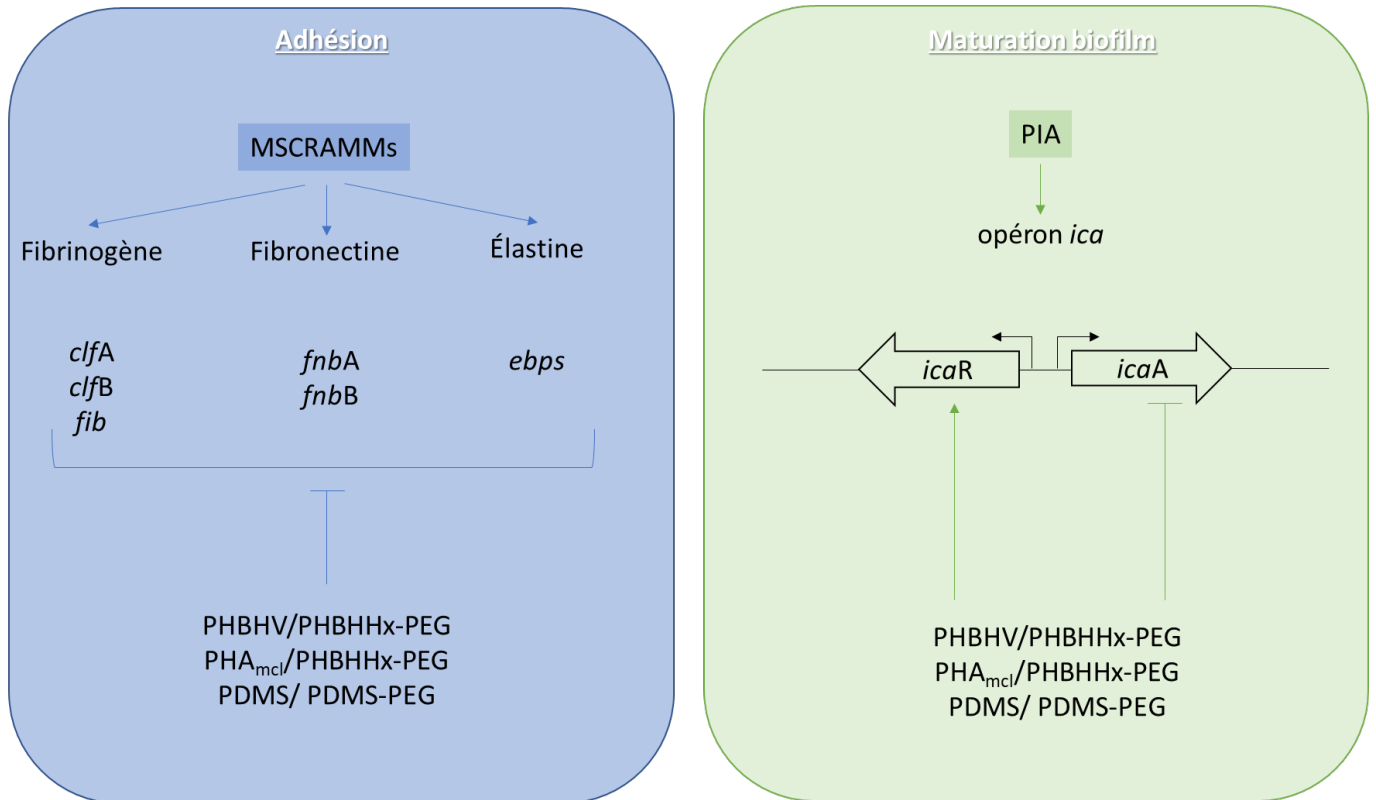 Adhésion
MSCRAMMs
Fibrinogène Fibronectine Élastine
clfA
clfB
fib
fnbA
fnbB
ebps
PHBHV/PHBHHx-PEG
PHAmcl/PHBHHx-PEG
PDMS/ PDMS-PEG
Maturation biofilm
PIA
opéron ica
icaR icaA
PHBHV/PHBHHx-PEG
PHAmcl/PHBHHx-PEG
PDMS/ PDMS-PEG